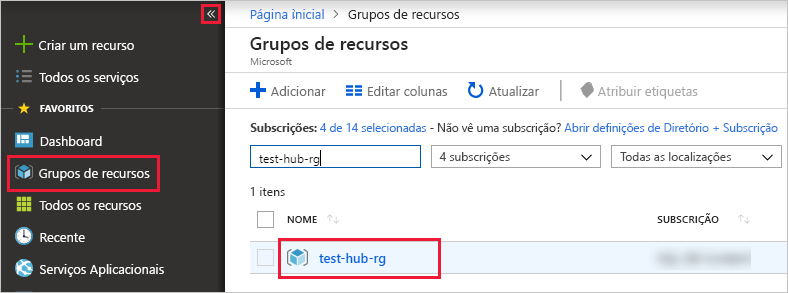 «
Criar um recurso
Todos os serviços
FAVORITOS
Dashboard
Grupos de recursos
Todos os recursos
Recente
Serviços Aplicacionais
Página inicial > Grupos de recursos
Grupos de recursos
Microsoft
Adicionar Editar colunas Atualizar Atribuir etiquetas
Subscrições: 4 de 14 selecionadas - Não vê uma subscrição? Abrir definições de Diretório + Subscrição
test-hub-rg 4 subscrições Todas as localizações
1 itens
NOME SUBSCRIÇÃO
test-hub-rg